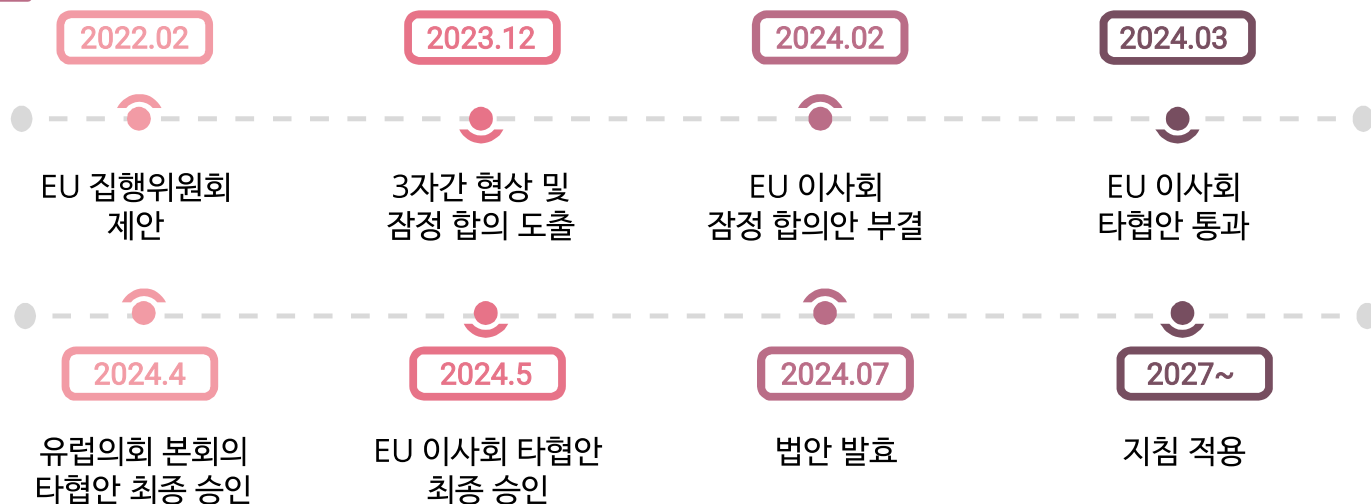 2022.02
2023.12
2024.02
2024.03
EU 집행위원회
제안
3자간 협상 및
잠정 합의 도출
EU 이사회
잠정 합의안 부결
EU 이사회
타협안 통과
2024.4
2024.5
2024.07
2027~
유럽의회 본회의
타협안 최종 승인
EU 이사회 타협안
최종 승인
법안 발효
지침 적용